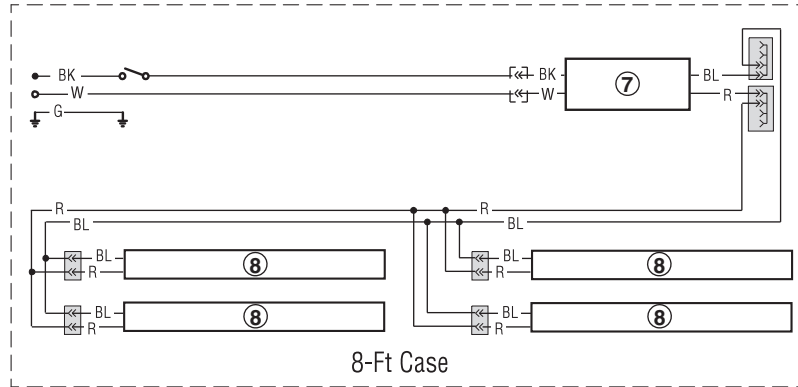 BK BK BL
W W R
7
G
R R
BL BL
BL 8 BL 8
R R
BL 8 BL 8
R R
8-Ft Case